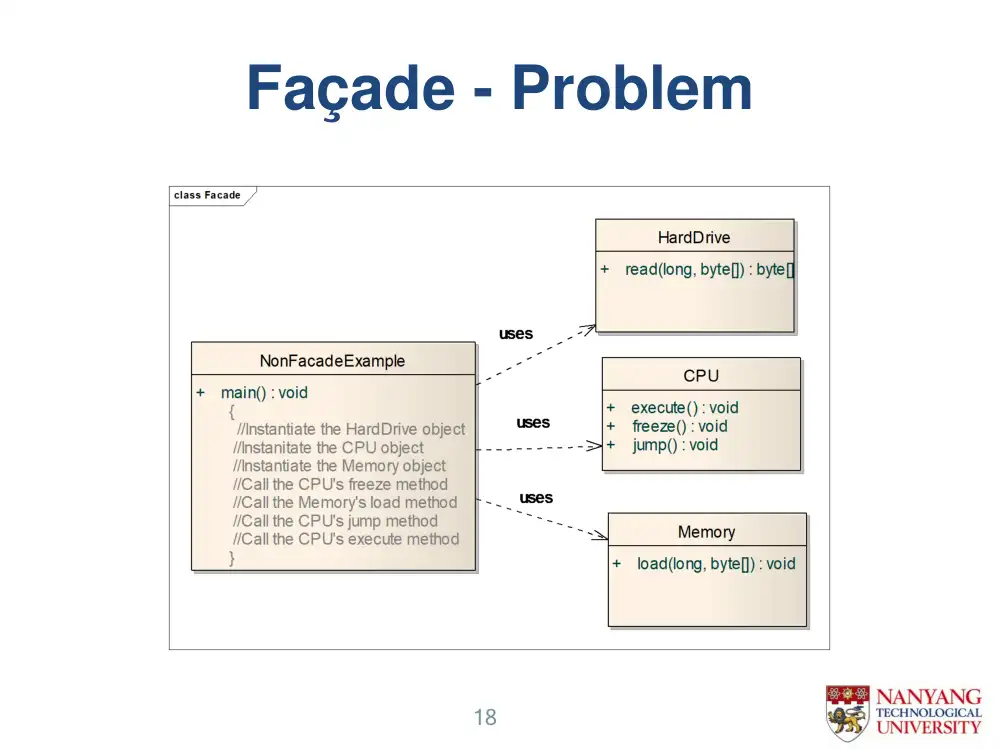 Façade - Problem
class Facade
HardDrive
+ read(long, byte[]) : byte[]
uses
NonFacadeExample
+ main() : void
{
//Instantiate the HardDrive object
//Instanitate the CPU object
//Instantiate the Memory object
//Call the CPU's freeze method
//Call the Memory's load method
//Call the CPU's jump method
//Call the CPU's execute method
}
uses
CPU
+ execute() : void
+ freeze() : void
+ jump() : void
uses
Memory
+ load(long, byte[]) : void
18
NANYANG
TECHNOLOGICAL
UNIVERSITY